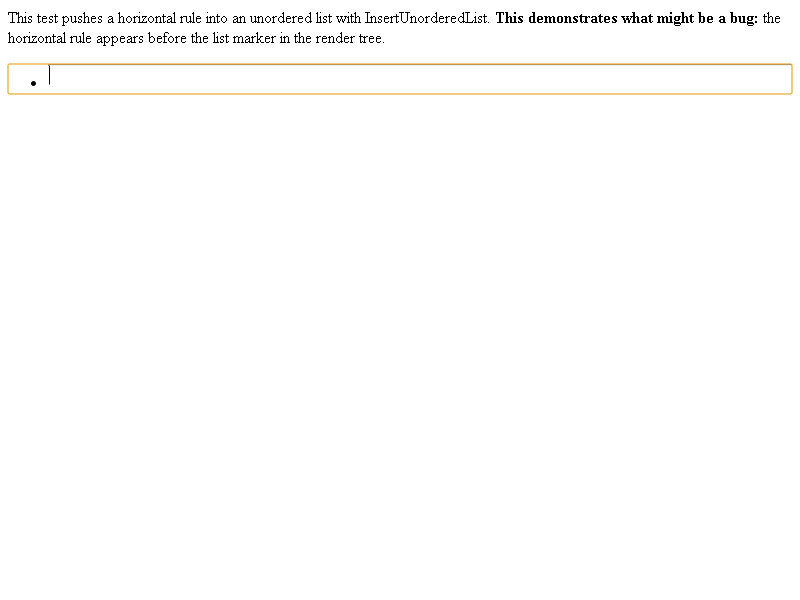 This test pushes a horizontal rule into an unordered list with InsertUnorderedList. This demonstrates what might be a bug: the
horizontal rule appears before the list marker in the render tree.